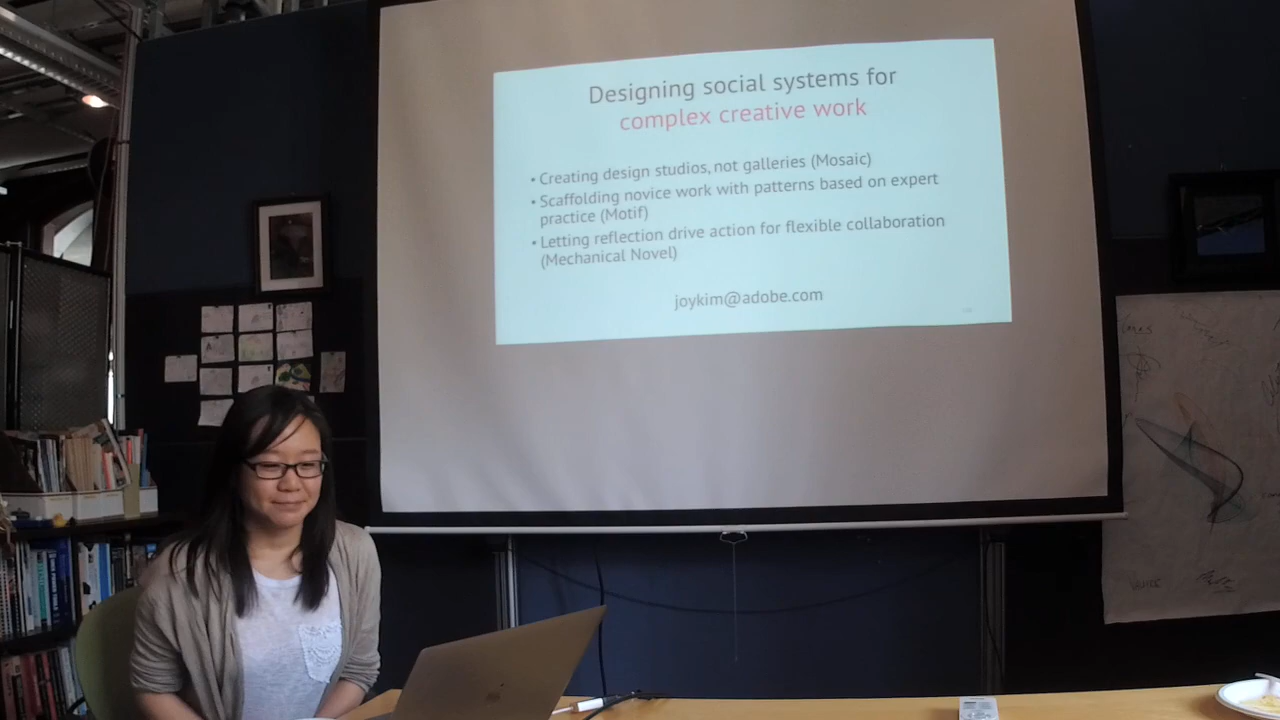 Designing social systems for
complex creative work
• Creating design studios, not galleries (Mosaic)
• Scaffolding novice work with patterns based on expert
practice (Motif)
• Letting reflection drive action for flexible collaboration
(Mechanical Novel)
joykim@adobe.com